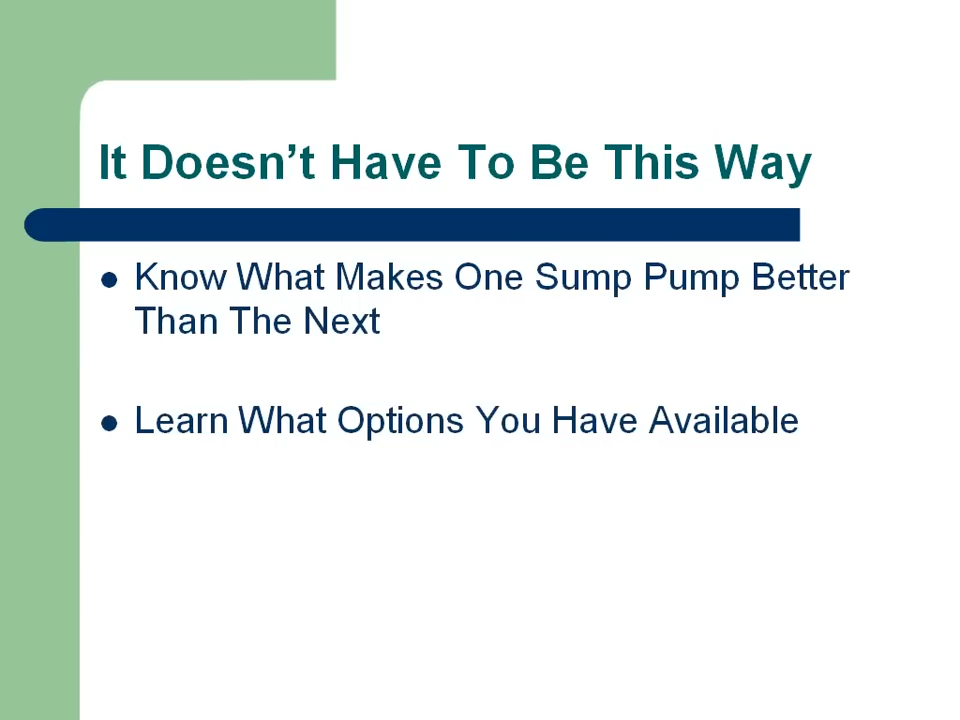 It Doesn’t Have To Be This Way
● Know What Makes One Sump Pump Better
Than The Next
● Learn What Options You Have Available